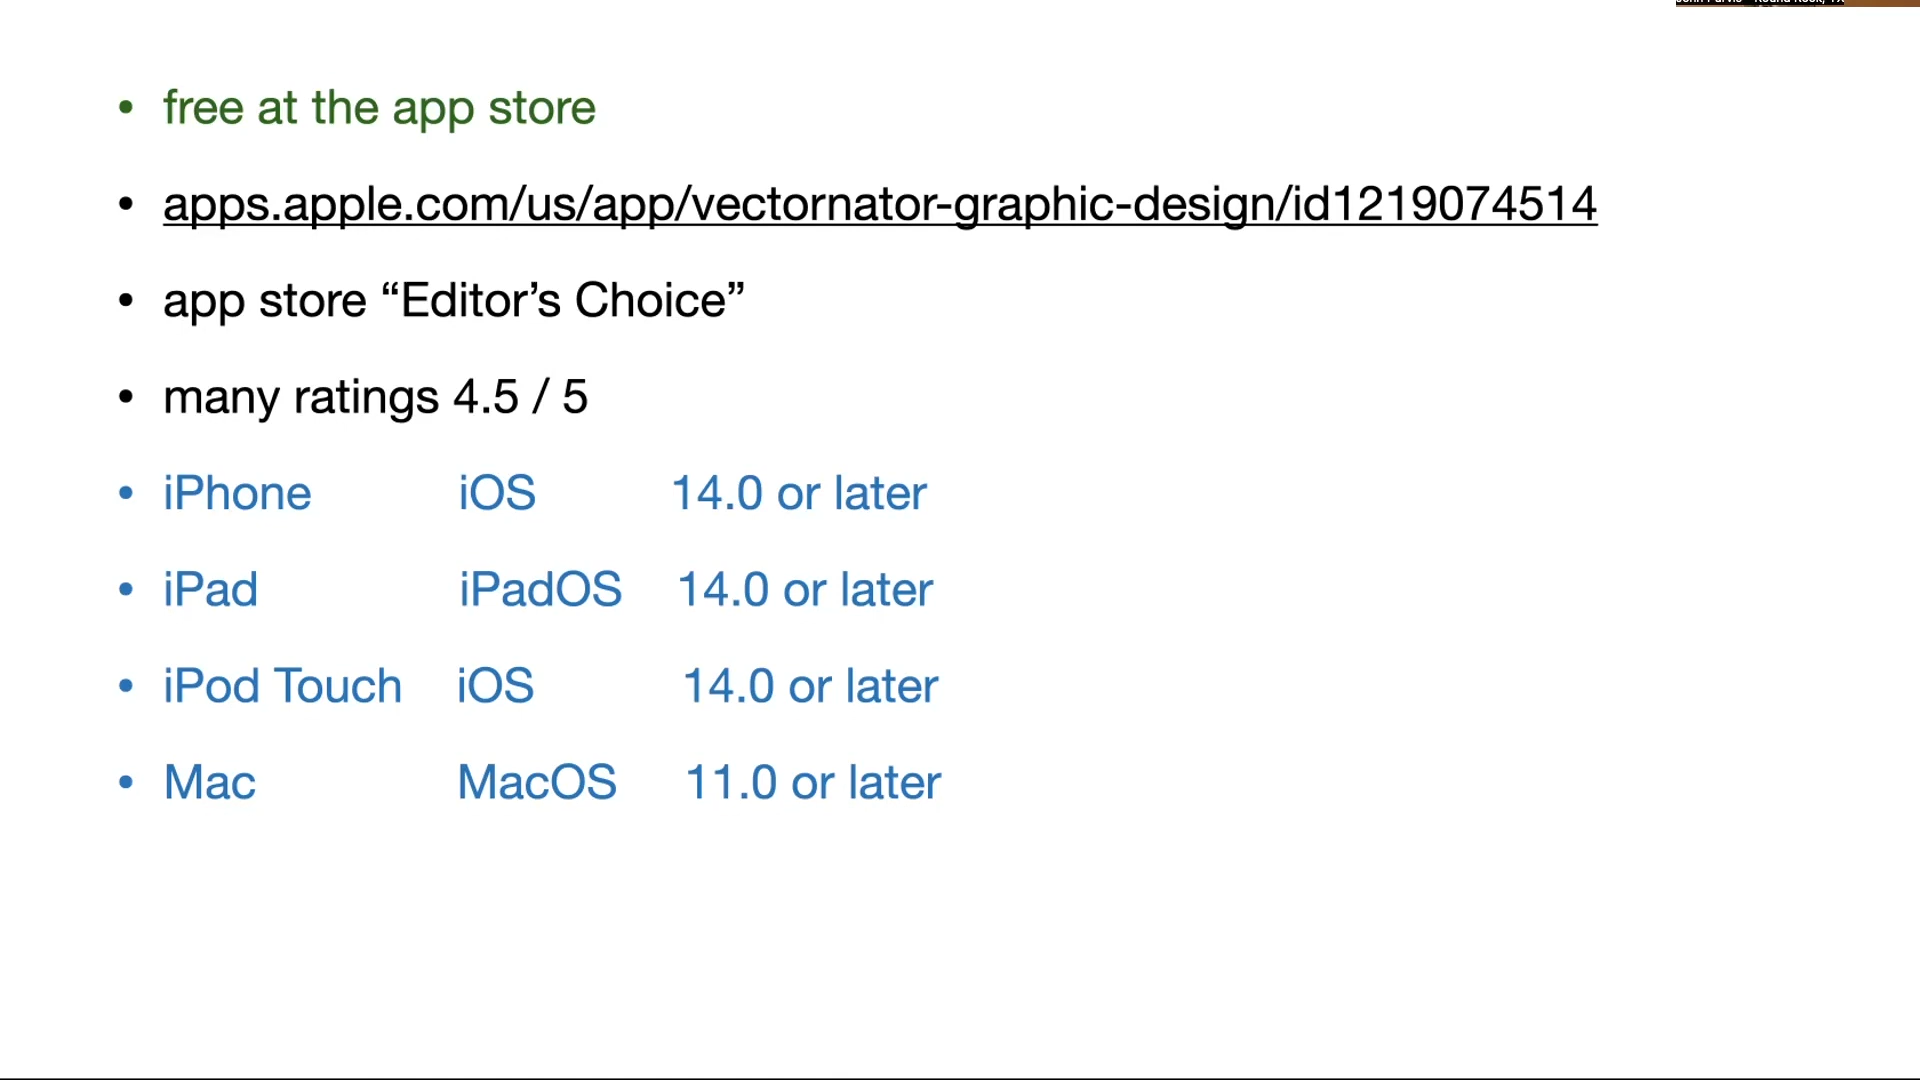 • free at the app store
• apps.apple.com/us/app/vectornator-graphic-design/id1219074514
• app store “Editor’s Choice”
• many ratings 4.5 / 5
• iPhone iOS 14.0 or later
• iPad iPadOS 14.0 or later
• iPod Touch iOS 14.0 or later
• Mac MacOS 11.0 or later